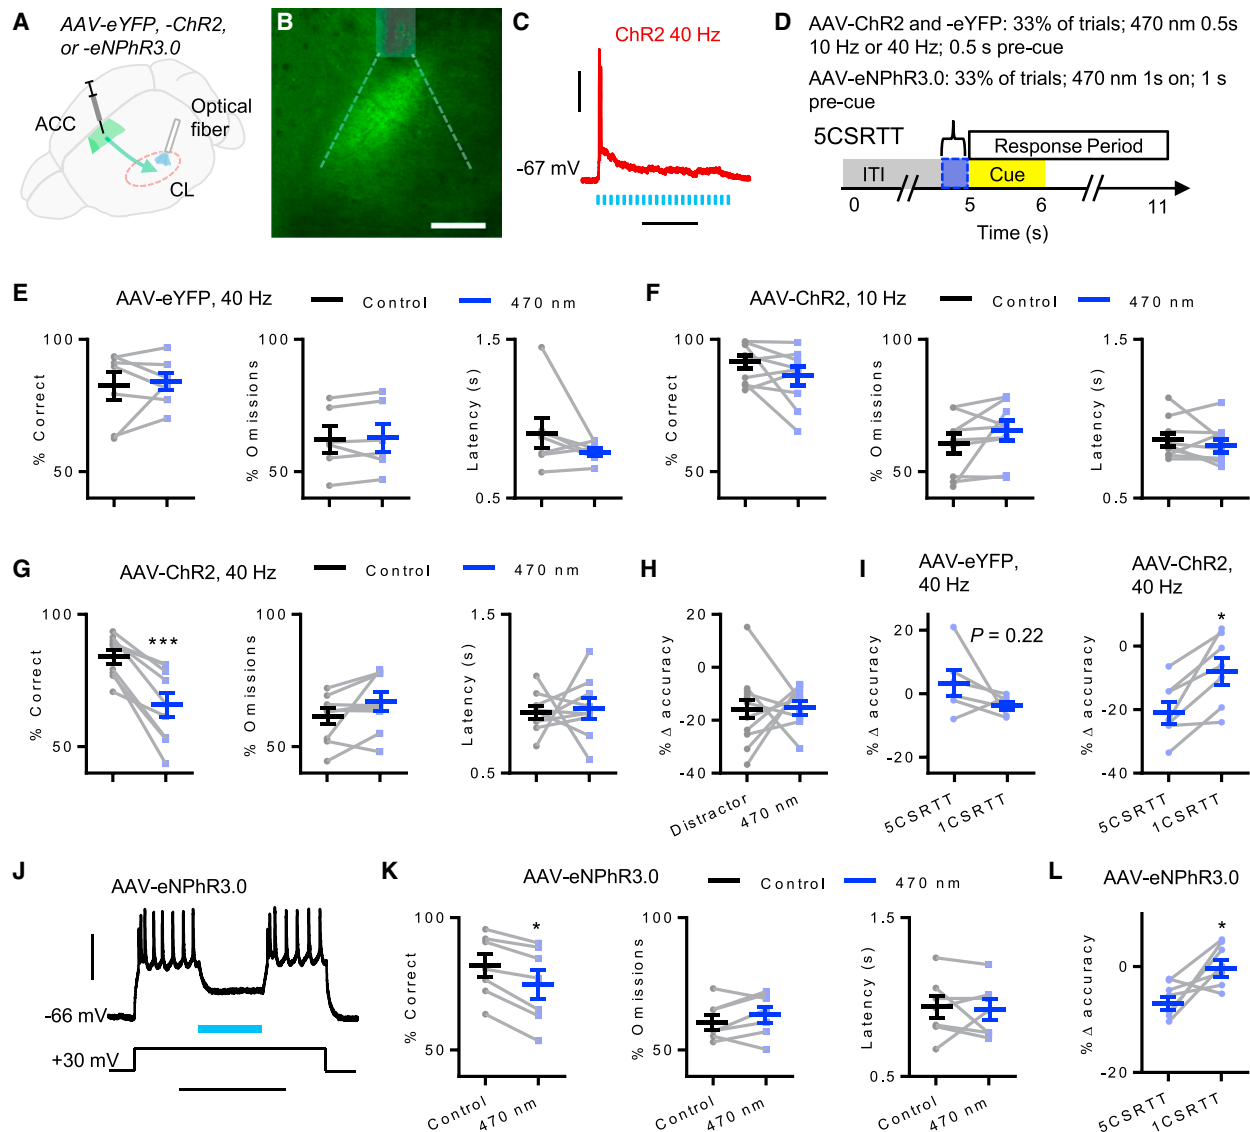 A
AAV-eYFP, -ChR2,
or -eNPhR3.0
ACC
Optical
fiber
CL
B
C
ChR2 40 Hz
-67 mV
D
AAV-ChR2 and -eYFP: 33% of trials; 470 nm 0.5s
10 Hz or 40 Hz; 0.5 s pre-cue
AAV-eNPhR3.0: 33% of trials; 470 nm 1s on; 1 s
pre-cue
5CSRTT
Response Period
ITI
Cue
0 5 6 11
Time (s)
E
AAV-eYFP, 40 Hz
Control
470 nm
% Correct
100
50
% Omissions
100
50
Latency (s)
1.5
0.5
F
AAV-ChR2, 10 Hz
Control
470 nm
% Correct
100
50
% Omissions
100
50
Latency (s)
1.5
0.5
G
AAV-ChR2, 40 Hz
Control
470 nm
% Correct
100
50
***
% Omissions
100
50
Latency (s)
1.5
0.5
H
% Δ accuracy
20
0
-20
-40
Distractor
470 nm
I
AAV-eYFP,
40 Hz
% Δ accuracy
20
0
-20
P = 0.22
5CSRTT
1CSRTT
AAV-ChR2,
40 Hz
% Δ accuracy
-0
-20
-40
*
5CSRTT
1CSRTT
J
AAV-eNPhR3.0
-66 mV
+30 mV
K
AAV-eNPhR3.0
Control
470 nm
% Correct
100
50
*
Control
470 nm
% Omissions
100
50
Control
470 nm
Latency (s)
1.5
0.5
Control
470 nm
L
AAV-eNPhR3.0
% Δ accuracy
0
-20
*
5CSRTT
1CSRTT